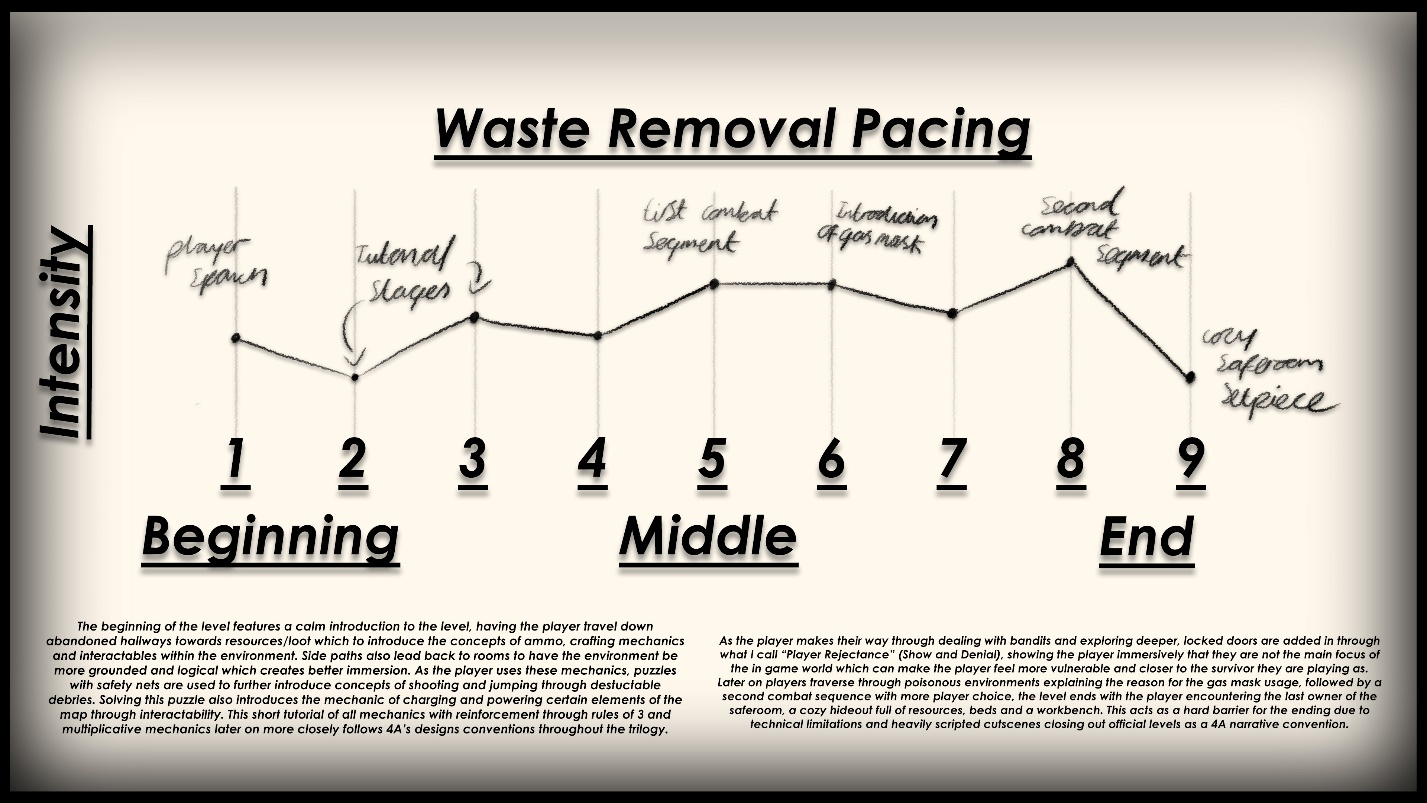 Waste Removal Pacing
Intensity
player
Spawn
Tutorial
Stages
First combat
Segment
Introduction
of gas mask
Second
combat
Segment
cozy
Saferoom
Setpiece
1 2 3 4 5 6 7 8 9
Beginning Middle End
The beginning of the level features a calm introduction to the level, having the player travel down
abandoned hallways towards resources/loot which to introduce the concepts of ammo, crafting mechanics
and interactables within the environment. Side paths also lead back to rooms to have the environment be
more grounded and logical which creates better immersion. As the player uses these mechanics, puzzles
with safety nets are used to further introduce concepts of shooting and jumping through destuctable
debries. Solving this puzzle also introduces the mechanic of charging and powering certain elements of the
map through interactability. This short tutorial of all mechanics with reinforcement through rules of 3 and
multiplicative mechanics later on more closely follows 4A's designs conventions throughout the trilogy.
As the player makes their way through dealing with bandits and exploring deeper, locked doors are added in through
what I call “Player Rejectance” (Show and Denial), showing the player immersively that they are not the main focus of
the in game world which can make the player feel more vulnerable and closer to the survivor they are playing as.
Later on players traverse through poisonous environments explaining the reason for the gas mask usage, followed by a
second combat sequence with more player choice, the level ends with the player encountering the last owner of the
saferoom, a cozy hideout full of resources, beds and a workbench. This acts as a hard barrier for the ending due to
technical limitations and heavily scripted cutscenes closing out official levels as a 4A narrative convention.